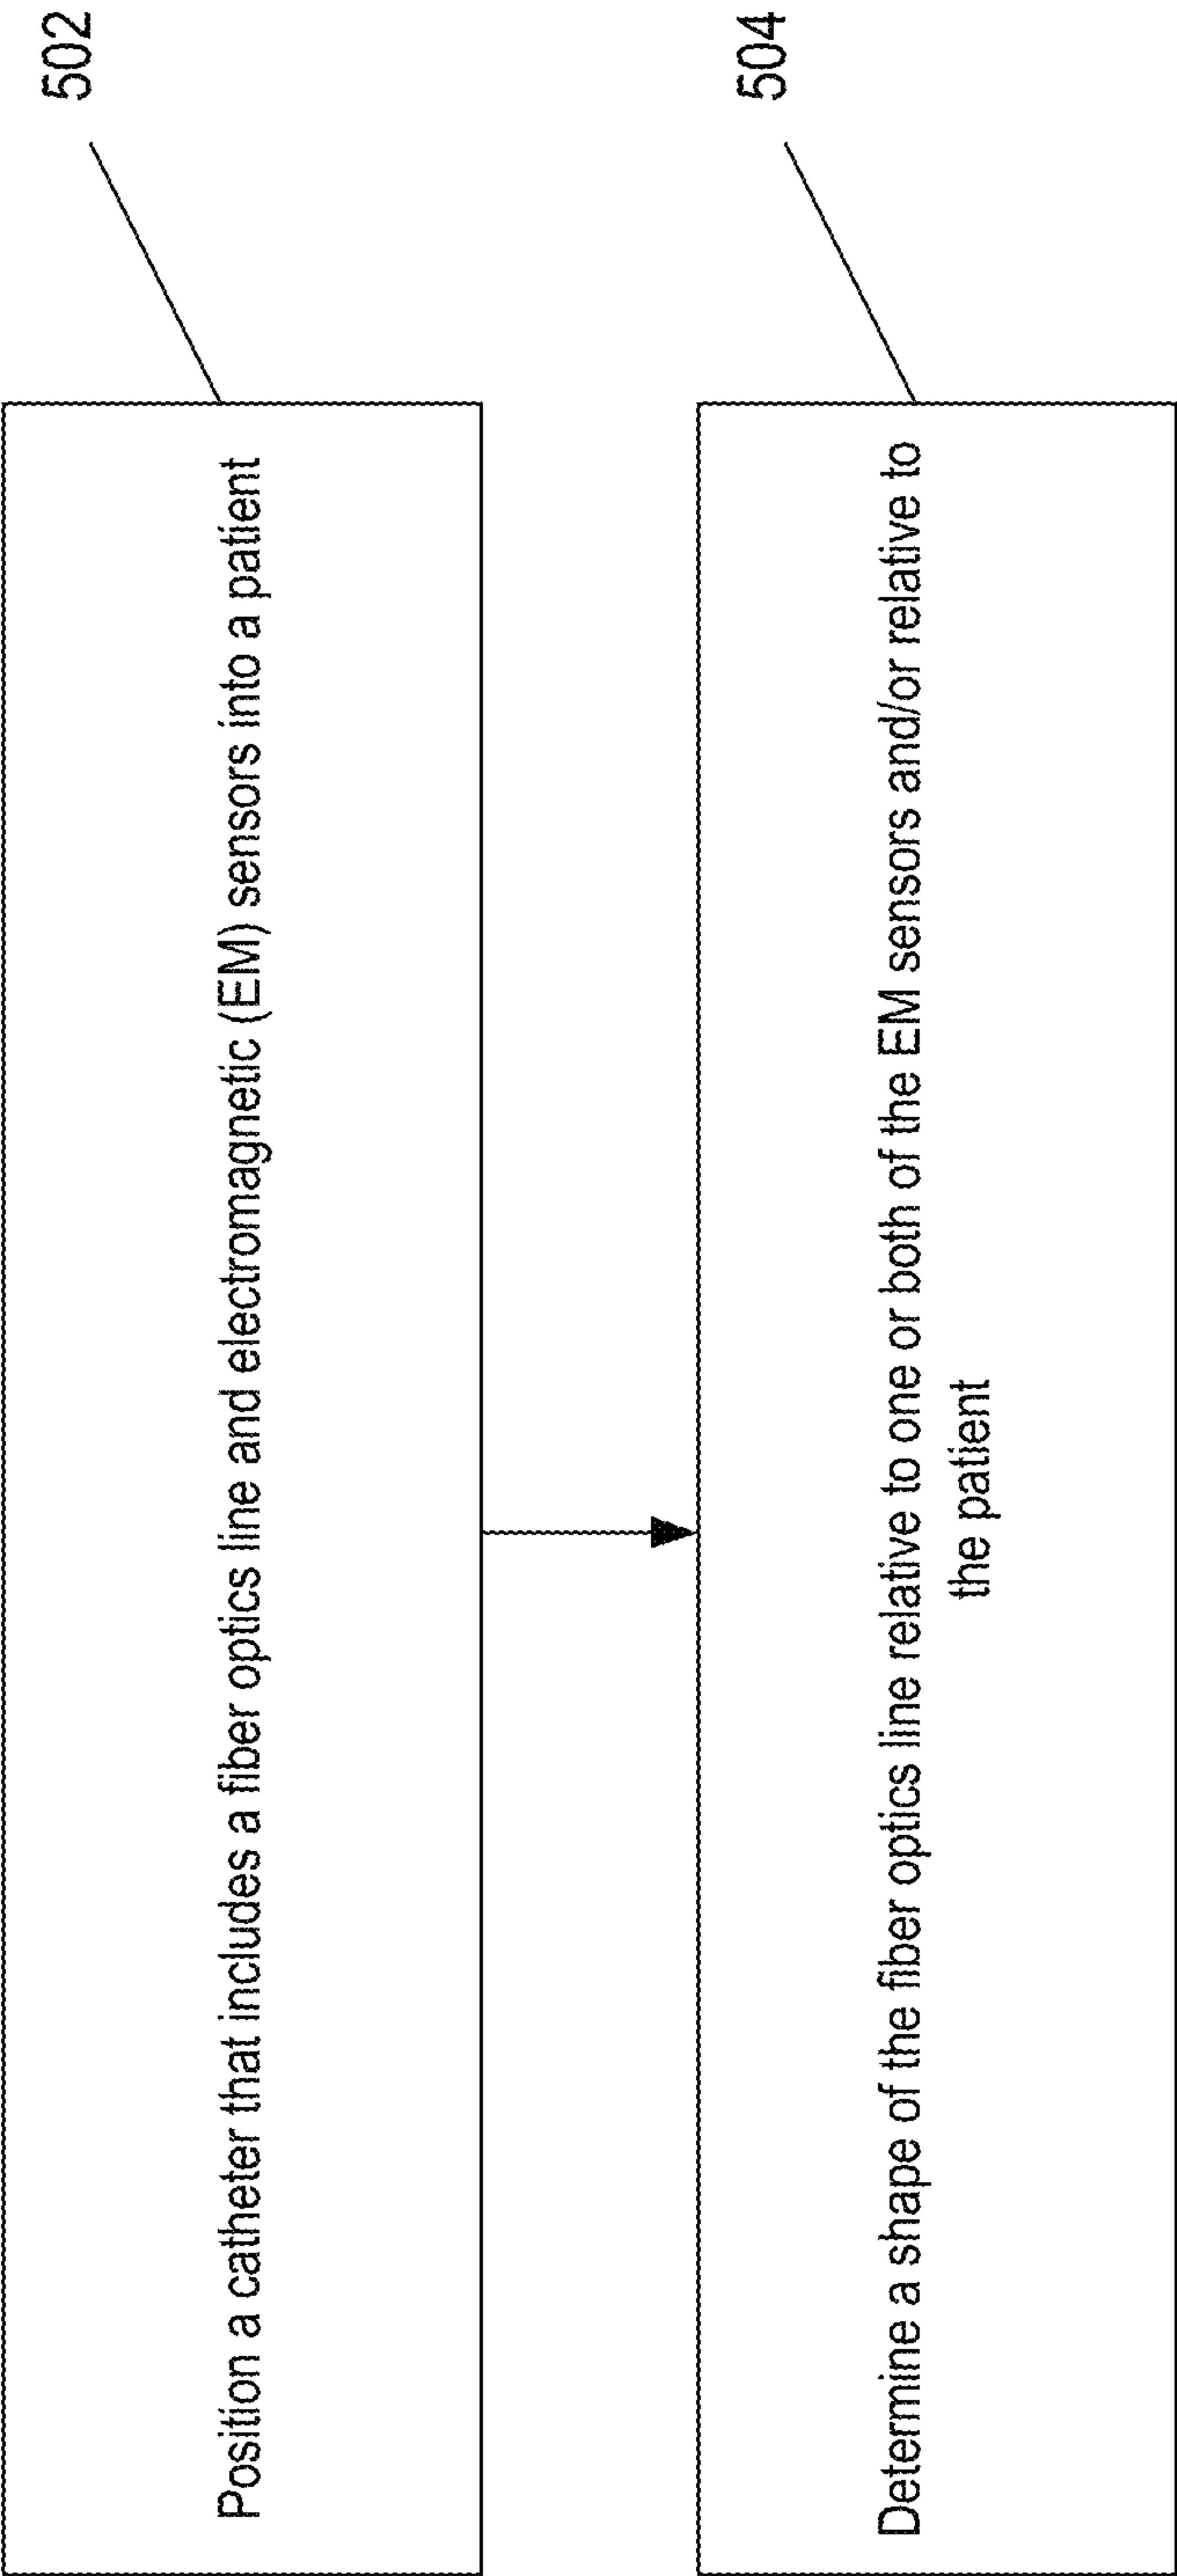 502
Position a catheter that includes a fiber optics line and electromagnetic (EM) sensors into a patient
504
Determine a shape of the fiber optics line relative to one or both of the EM sensors and/or relative to
the patient